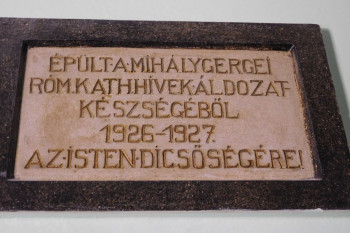 ÉPÜLT·A·MIHÁLYGERGEI
RÓM.KATH.HÍVEK·ÁLDOZAT-
KÉSZSÉGÉBŐL
1926-1927.
AZ·ISTEN·DICSŐSÉGÉRE!